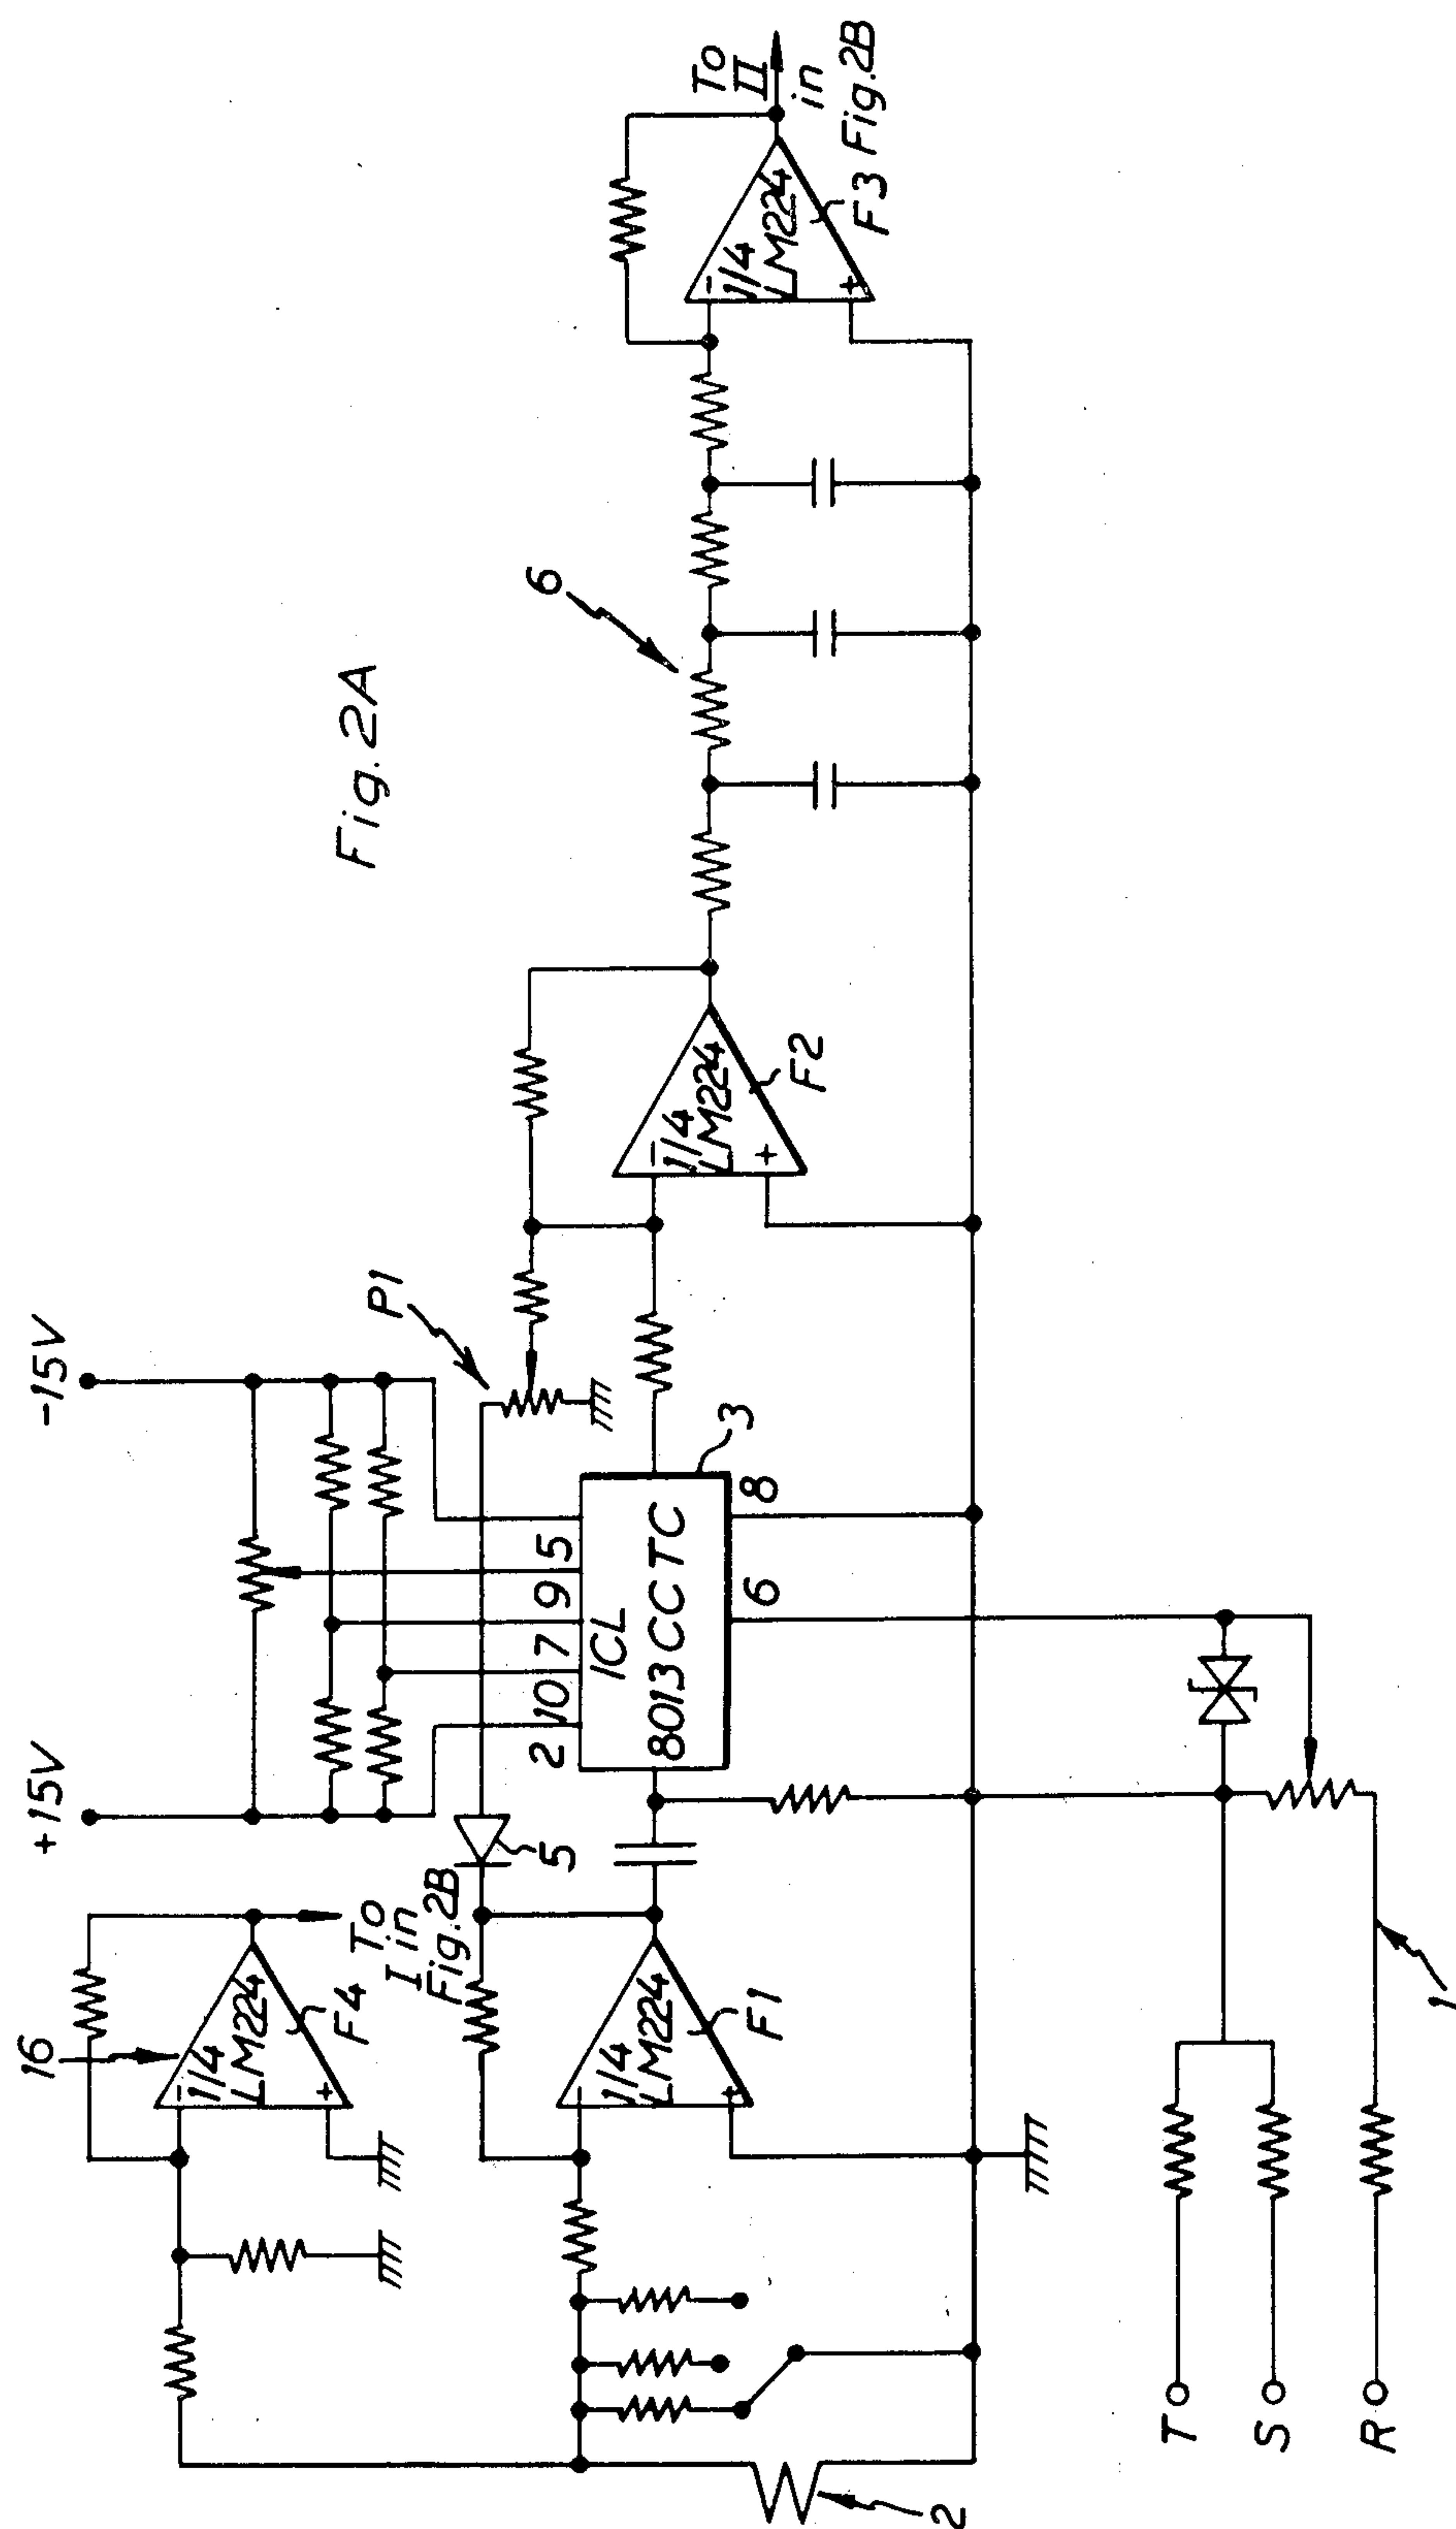 Fig. 2A
+15V
-15V
16
1/4
LM224
-
+
F4
To
I in
Fig. 2B
5
P1
2
10
7
9
5
ICL
8013 CC TC
6
8
3
-
1/4
LM224
+
F1
-
1/4
LM224
+
F2
6
-
1/4
LM224
+
F3
To
II
in
Fig. 2B
2
T
S
R
1